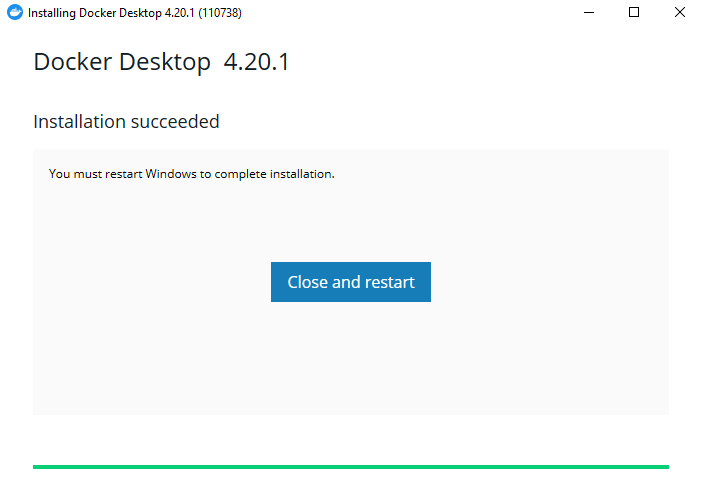 Installing Docker Desktop 4.20.1 (110738)
Docker Desktop 4.20.1
Installation succeeded
You must restart Windows to complete installation.
Close and restart